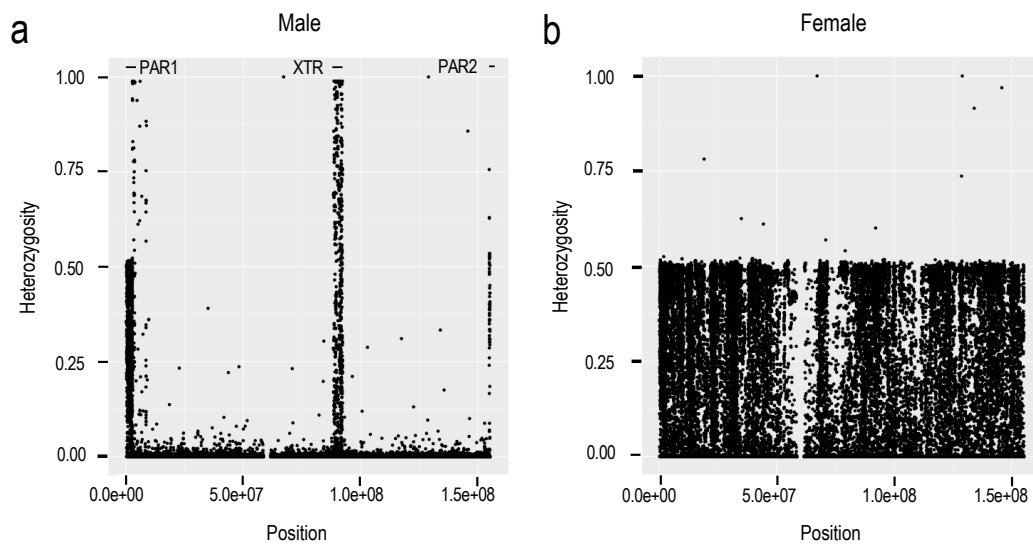 a
Male
PAR1
XTR
PAR2
1.00
0.75
0.50
0.25
0.00
Heterozygosity
0.0e+00
5.0e+07
1.0e+08
1.5e+08
Position
b
Female
1.00
0.75
0.50
0.25
0.00
Heterozygosity
0.0e+00
5.0e+07
1.0e+08
1.5e+08
Position